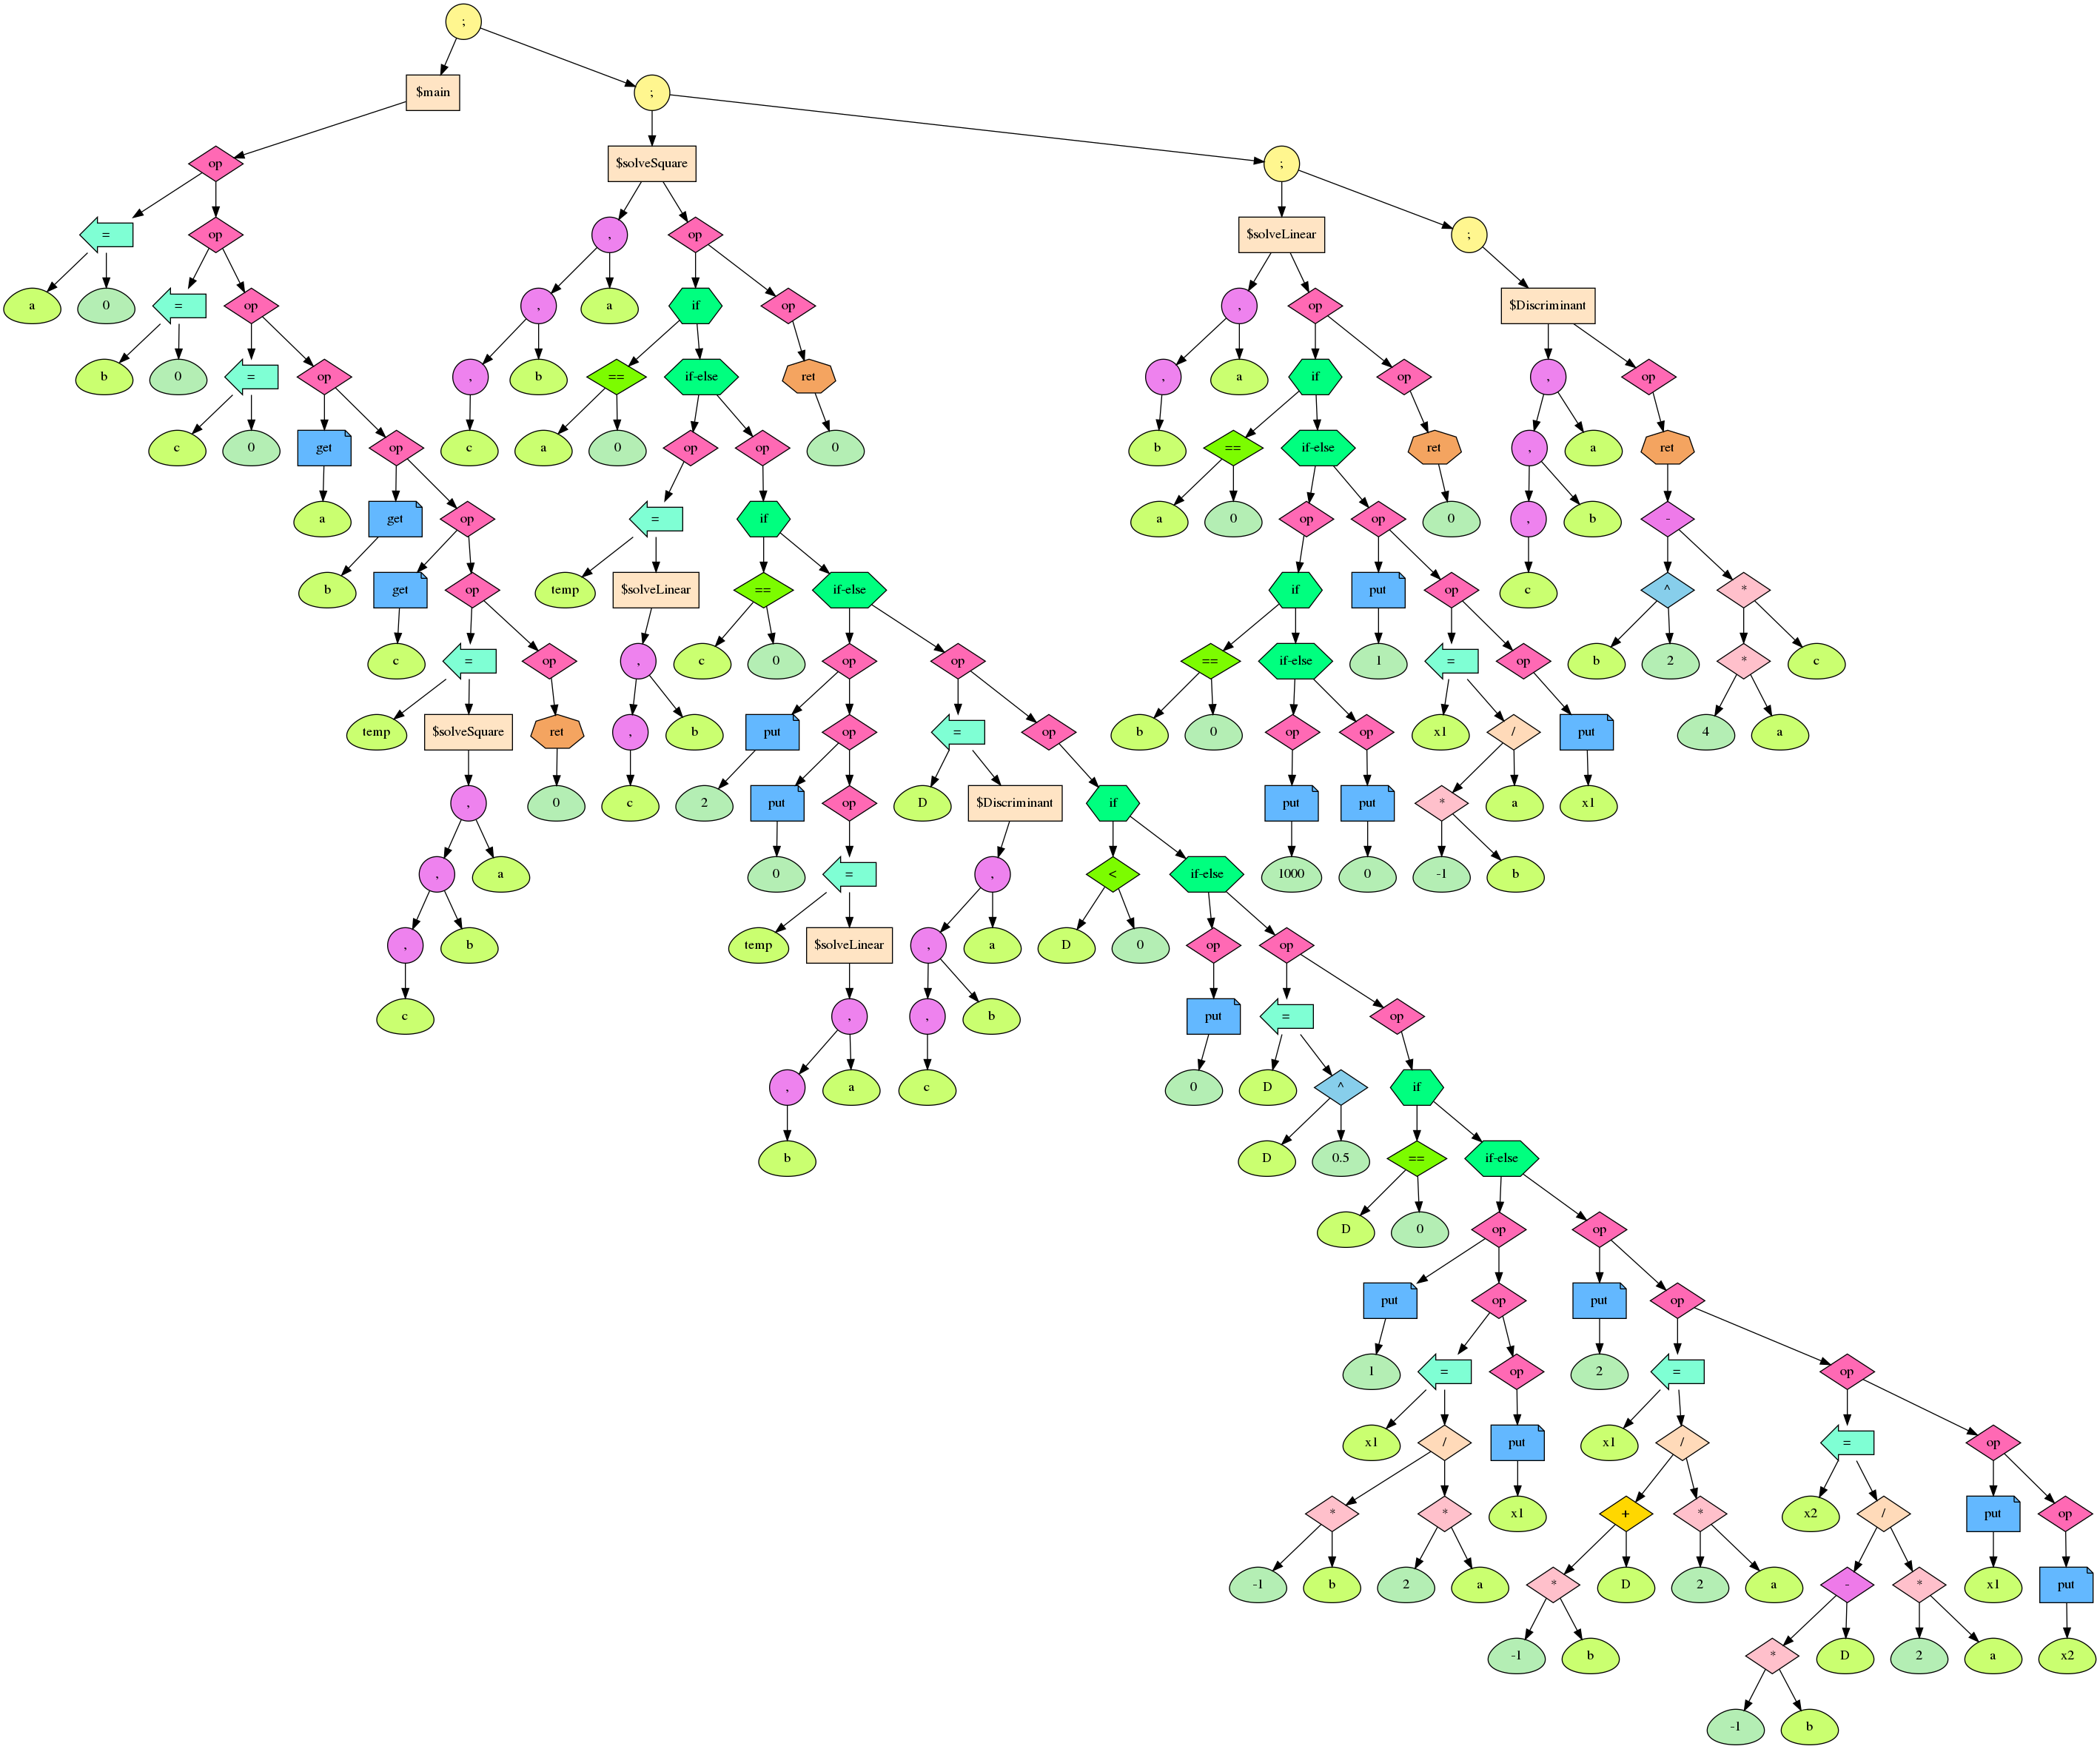 ;
$main ;
op $solveSquare ;
= op , op $solveLinear ;
a 0 = op , a if op , op $Discriminant
b 0 = op , b == if-else ret , a if op , op
c 0 get op c a 0 op op 0 b == if-else ret , a ret
a get op = if a 0 op op 0 , b -
b get op temp $solveLinear == if-else if put op c ^ *
c = op , c 0 op op == if-else 1 = op b 2 * c
temp $solveSquare ret , b put op = op b 0 op op x1 / put 4 a
, 0 c 2 put op D $Discriminant if put put * a x1
, a 0 = , < if-else 1000 0 -1 b
, b temp $solveLinear , a D 0 op op
c , , b put = op
, a c 0 D ^ if
b D 0.5 == if-else
D 0 op op
put op put op
1 = op 2 = op
x1 / put x1 / = op
* * x1 + * x2 / put op
-1 b 2 a * D 2 a - * x1 put
-1 b * D 2 a x2
-1 b